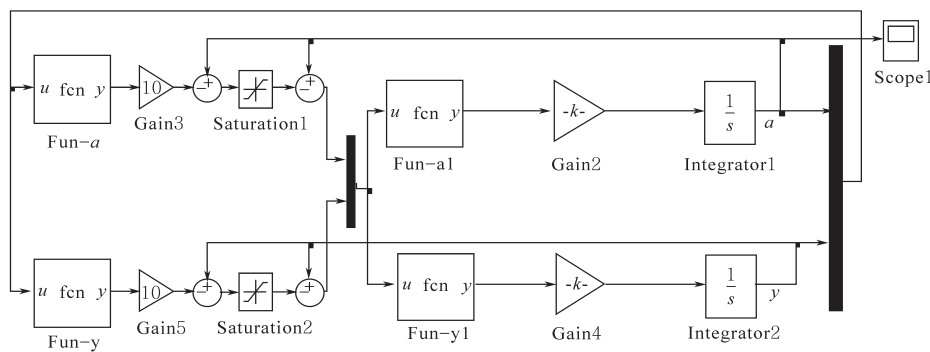 Scope1
u fcn y
10
Gain3
Saturation1
Fun-a
u fcn y
Fun-a1
-k-
Gain2
1
s
a
Integrator1
u fcn y
10
Gain5
Saturation2
Fun-y
u fcn y
Fun-y1
-k-
Gain4
1
s
y
Integrator2